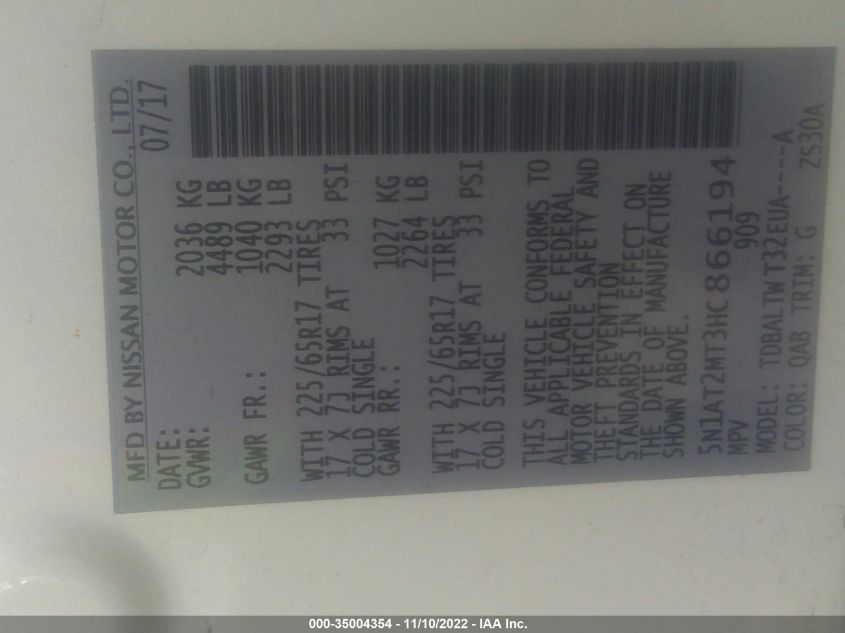 MFD BY NISSAN MOTOR CO., LTD.
DATE: 07/17
GVWR: 2036 KG
4489 LB
GAWR FR.: 1040 KG
2293 LB
WITH 225/65R17 TIRES
17 X 7J RIMS AT 33 PSI
COLD SINGLE
GAWR RR.: 1027 KG
2264 LB
WITH 225/65R17 TIRES
17 X 7J RIMS AT 33 PSI
COLD SINGLE
THIS VEHICLE CONFORMS TO
ALL APPLICABLE FEDERAL
MOTOR VEHICLE SAFETY AND
THEFT PREVENTION
STANDARDS IN EFFECT ON
THE DATE OF MANUFACTURE
SHOWN ABOVE.
5N1AT2MT3HC866194
MPV 909
MODEL: TDBALTWT32EUA----A
COLOR: QAB TRIM: G ZS30A
000-35004354 - 11/10/2022 - IAA Inc.